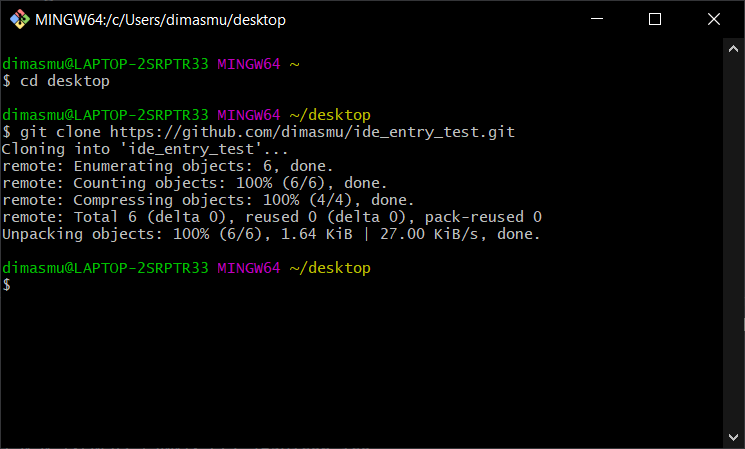 MINGW64:/c/Users/dimasmu/desktop
dimasmu@LAPTOP-2SRPTR33 MINGW64 ~
$ cd desktop
dimasmu@LAPTOP-2SRPTR33 MINGW64 ~/desktop
$ git clone https://github.com/dimasmu/ide_entry_test.git
Cloning into 'ide_entry_test'...
remote: Enumerating objects: 6, done.
remote: Counting objects: 100% (6/6), done.
remote: Compressing objects: 100% (4/4), done.
remote: Total 6 (delta 0), reused 0 (delta 0), pack-reused 0
Unpacking objects: 100% (6/6), 1.64 KiB | 27.00 KiB/s, done.
dimasmu@LAPTOP-2SRPTR33 MINGW64 ~/desktop
$